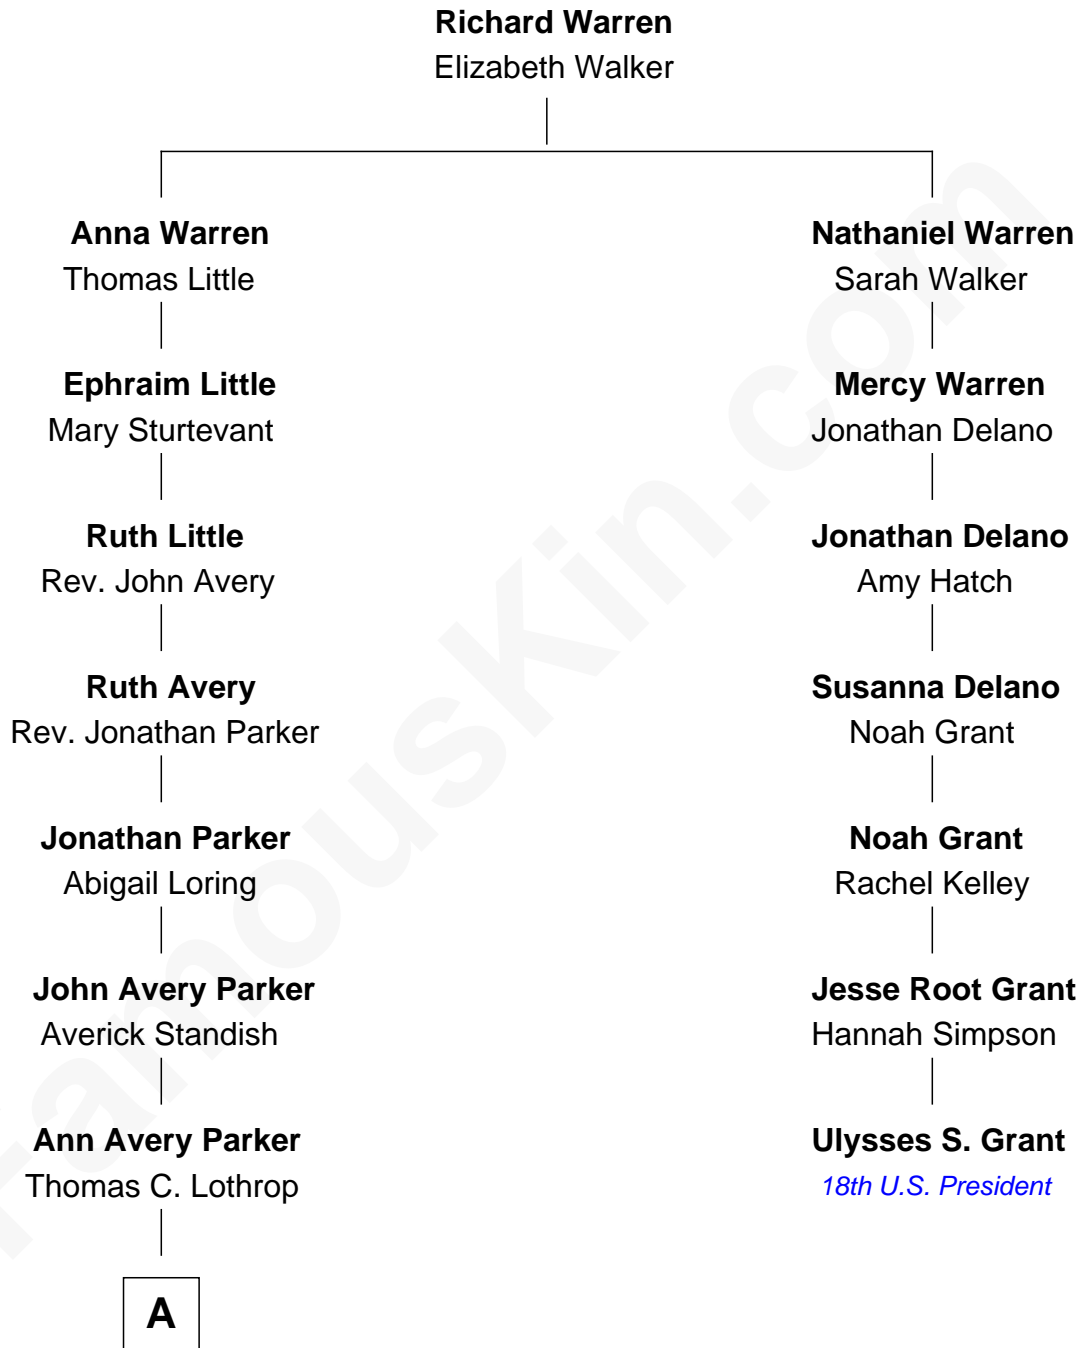 Richard Warren
Elizabeth Walker
Anna Warren
Thomas Little
Nathaniel Warren
Sarah Walker
Ephraim Little
Mary Sturtevant
Mercy Warren
Jonathan Delano
Ruth Little
Rev. John Avery
Jonathan Delano
Amy Hatch
Ruth Avery
Rev. Jonathan Parker
Susanna Delano
Noah Grant
Jonathan Parker
Abigail Loring
Noah Grant
Rachel Kelley
John Avery Parker
Averick Standish
Jesse Root Grant
Hannah Simpson
Ann Avery Parker
Thomas C. Lothrop
Ulysses S. Grant
18th U.S. President
A
FamousKin.com